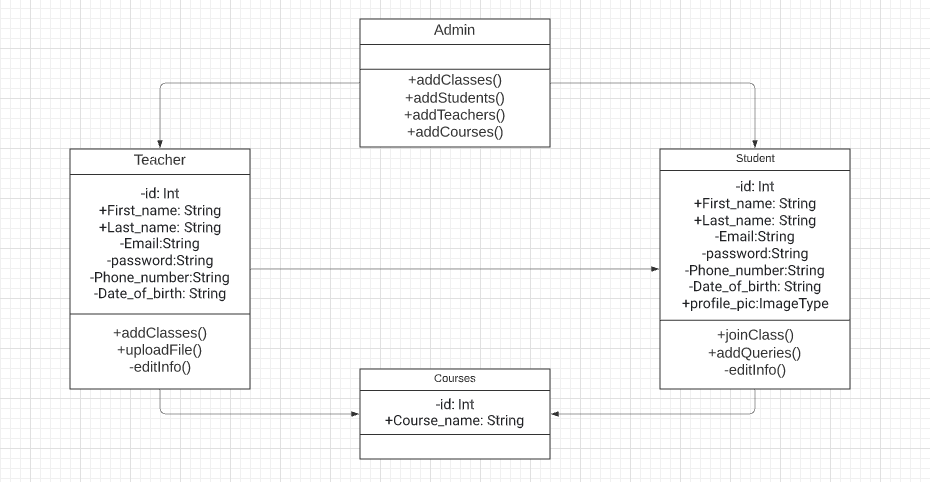 Admin
+addClasses()
+addStudents()
+addTeachers()
+addCourses()
Teacher
-id: Int
+First_name: String
+Last_name: String
-Email:String
-password:String
-Phone_number:String
-Date_of_birth: String
+addClasses()
+uploadFile()
-editInfo()
Student
-id: Int
+First_name: String
+Last_name: String
-Email:String
-password:String
-Phone_number:String
-Date_of_birth: String
+profile_pic:ImageType
+joinClass()
+addQueries()
-editInfo()
Courses
-id: Int
+Course_name: String